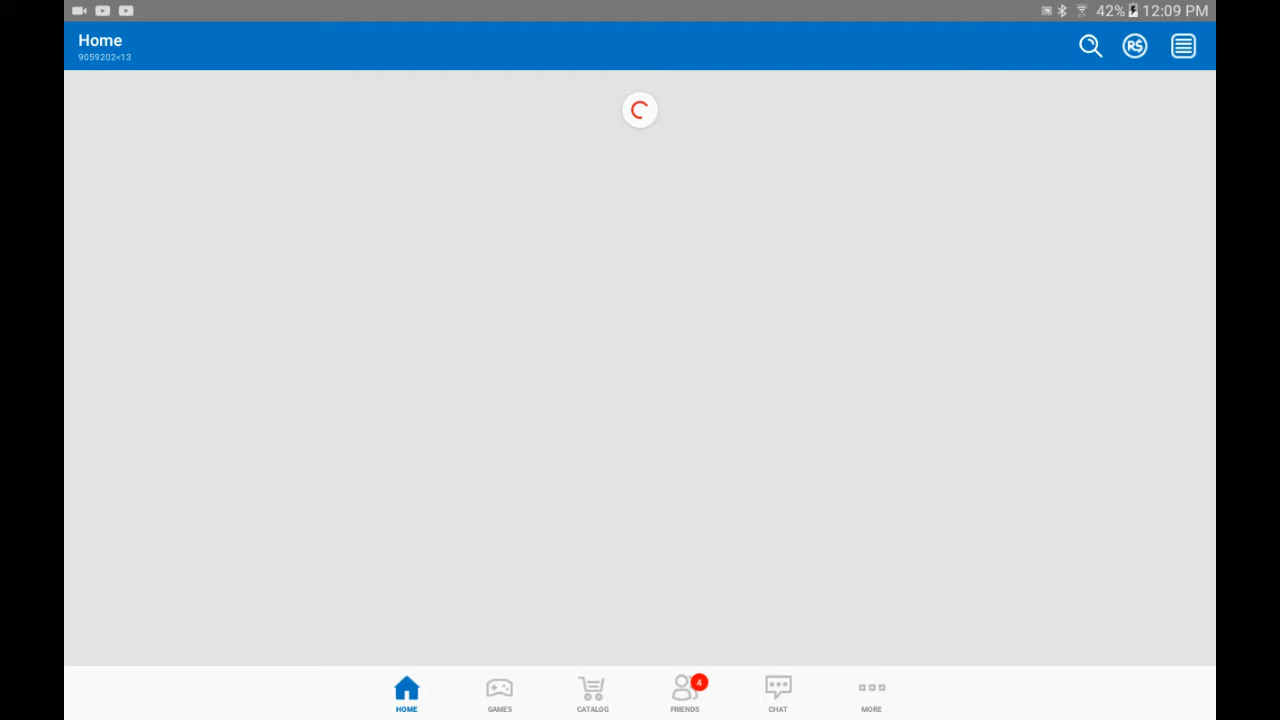 42% 12:09 PM
Home
9059202<13
R$
4
HOME GAMES CATALOG FRIENDS CHAT MORE